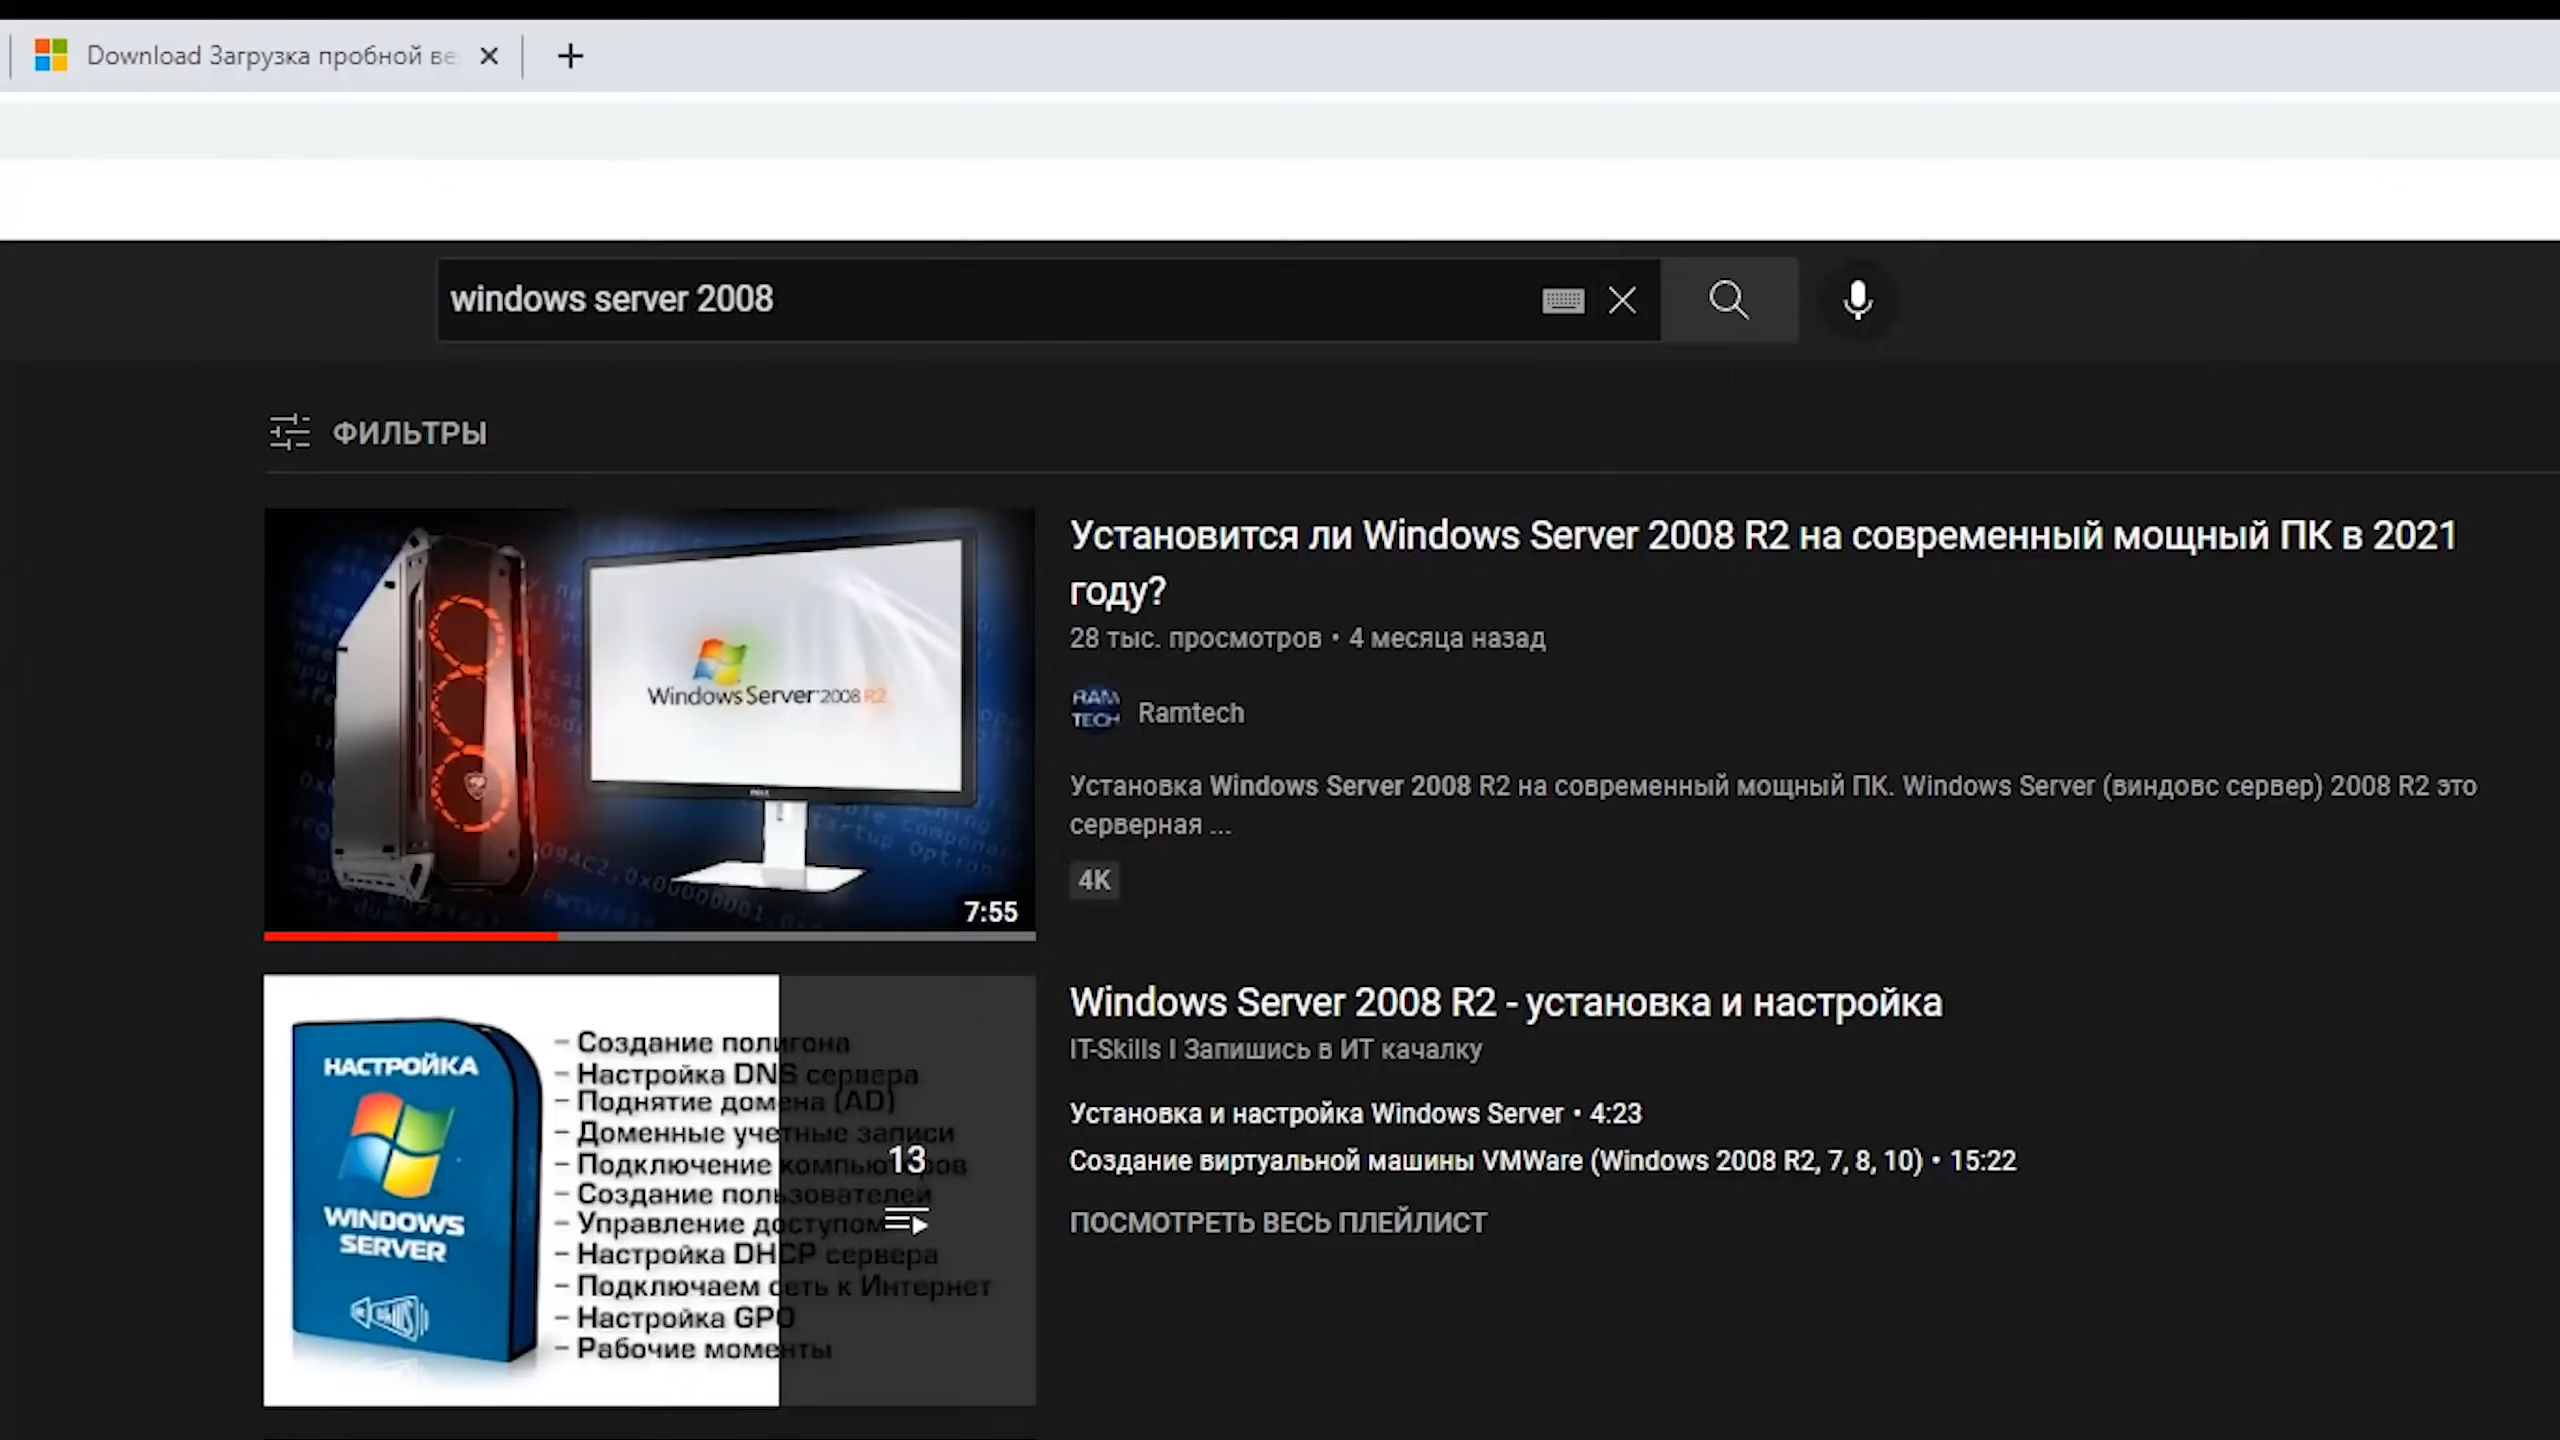 Download Загрузка пробной ве
windows server 2008
ФИЛЬТРЫ
Windows Server 2008 R2
7:55
Установится ли Windows Server 2008 R2 на современный мощный ПК в 2021
году?
28 тыс. просмотров • 4 месяца назад
RAM
TECH
Ramtech
Установка Windows Server 2008 R2 на современный мощный ПК. Windows Server (виндовс сервер) 2008 R2 это
серверная ...
4K
НАСТРОЙКА
WINDOWS
SERVER
– Создание полигона
– Настройка DNS сервера
– Поднятие домена (AD)
– Доменные учетные записи
– Подключение компьютеров
– Создание пользователей
– Управление доступом
– Настройка DHCP сервера
– Подключаем сеть к Интернет
– Настройка GPO
– Рабочие моменты
13
Windows Server 2008 R2 - установка и настройка
IT-Skills I Запишись в ИТ качалку
Установка и настройка Windows Server • 4:23
Создание виртуальной машины VMWare (Windows 2008 R2, 7, 8, 10) • 15:22
ПОСМОТРЕТЬ ВЕСЬ ПЛЕЙЛИСТ